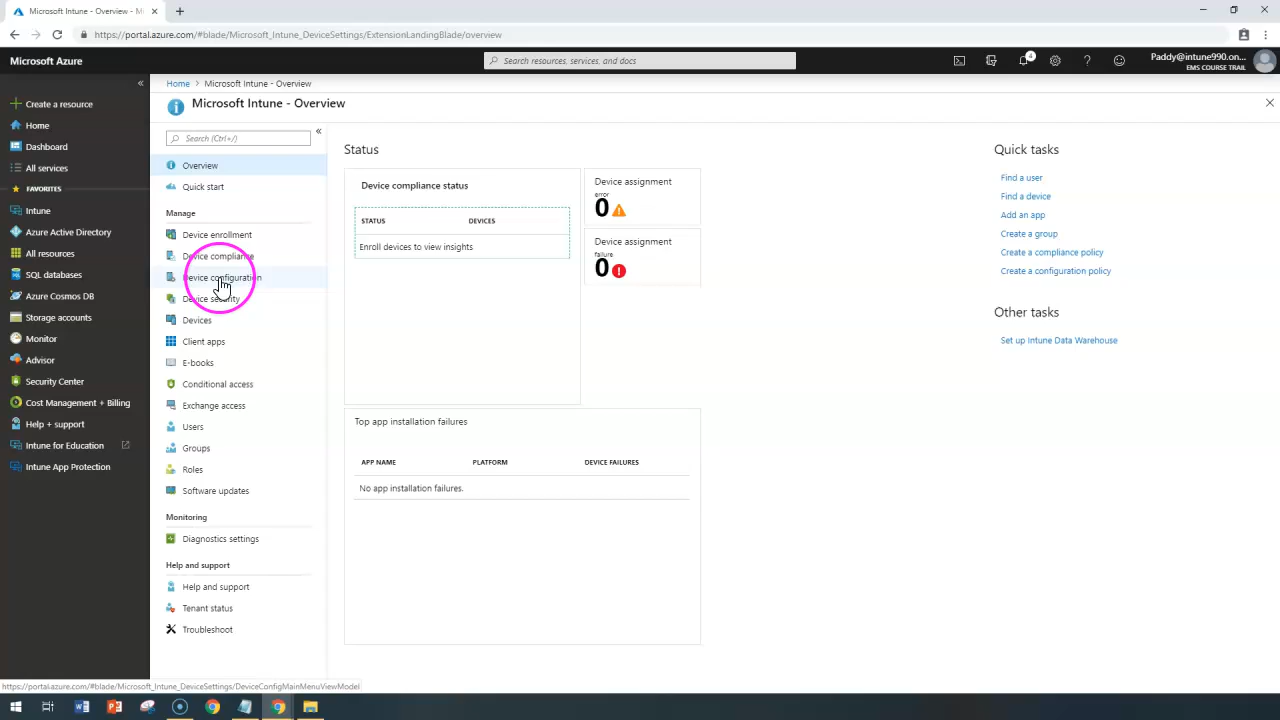 Microsoft Intune - Overview - Mi
https://portal.azure.com/#blade/Microsoft_Intune_DeviceSettings/ExtensionLandingBlade/overview
Microsoft Azure
Search resources, services, and docs
4
Paddy@intune990.on...
EMS COURSE TRAIL
«
Create a resource
Home
Dashboard
All services
FAVORITES
Intune
Azure Active Directory
All resources
SQL databases
Azure Cosmos DB
Storage accounts
Monitor
Advisor
Security Center
Cost Management + Billing
Help + support
Intune for Education
Intune App Protection
Home > Microsoft Intune - Overview
Microsoft Intune - Overview
Search (Ctrl+/)
«
Overview
Quick start
Manage
Device enrollment
Device compliance
Device configuration
Device security
Devices
Client apps
E-books
Conditional access
Exchange access
Users
Groups
Roles
Software updates
Monitoring
Diagnostics settings
Help and support
Help and support
Tenant status
Troubleshoot
Status
Device compliance status
STATUS DEVICES
Enroll devices to view insights
Device assignment
error
0
Device assignment
failure
0
Top app installation failures
APP NAME PLATFORM DEVICE FAILURES
No app installation failures.
Quick tasks
Find a user
Find a device
Add an app
Create a group
Create a compliance policy
Create a configuration policy
Other tasks
Set up Intune Data Warehouse
https://portal.azure.com/#blade/Microsoft_Intune_DeviceSettings/DeviceConfigMainMenuViewModel